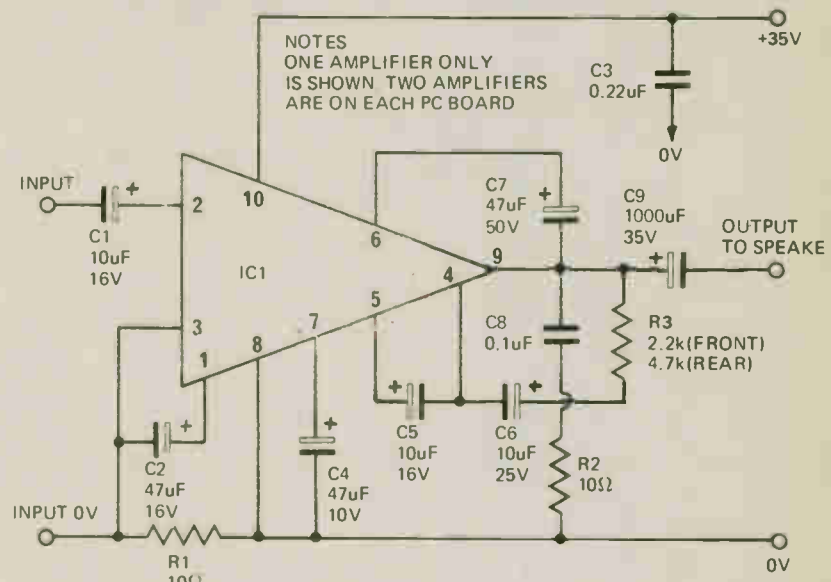 NOTES
ONE AMPLIFIER ONLY
IS SHOWN TWO AMPLIFIERS
ARE ON EACH PC BOARD
+35V
C3
0.22uF
0V
INPUT
+
C1
10uF
16V
2
10
6
C7
47uF
50V
+
C9
1000uF
35V
+
OUTPUT
TO SPEAKE
IC1
9
4
5
3
7
8
1
C8
0.1uF
R3
2.2k(FRONT)
4.7k(REAR)
+
C2
47uF
16V
+
C4
47uF
10V
+
C5
10uF
16V
+
C6
10uF
25V
R2
10Ω
INPUT 0V
R1
10Ω
0V